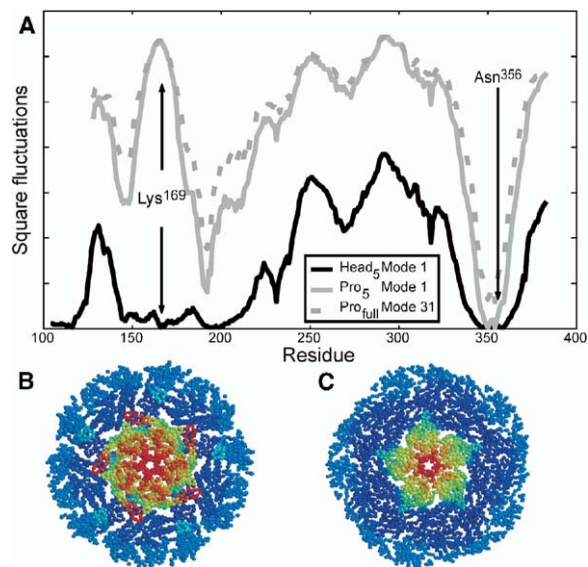 A
Square fluctuations
Lys169
Asn356
Head5 Mode 1
Pro5 Mode 1
Profull Mode 31
100 150 200 250 300 350 400
Residue
B C